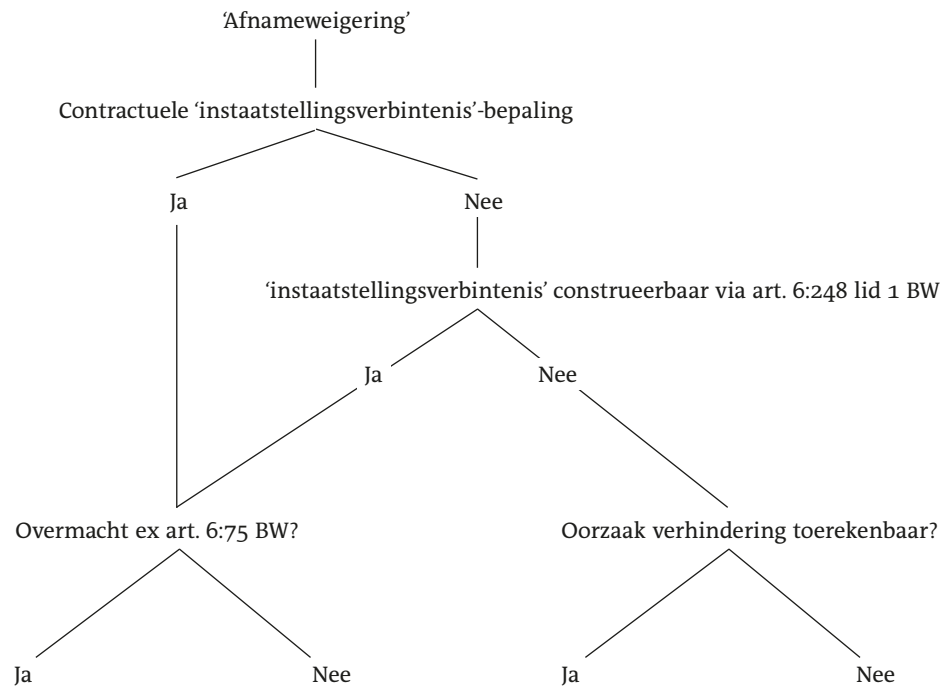 ‘Afnameweigering’
Contractuele ‘instaatstellingsverbintenis’-bepaling
Ja
Nee
‘instaatstellingsverbintenis’ construeerbaar via art. 6:248 lid 1 BW
Ja
Nee
Overmacht ex art. 6:75 BW?
Oorzaak verhindering toerekenbaar?
Ja
Nee
Ja
Nee